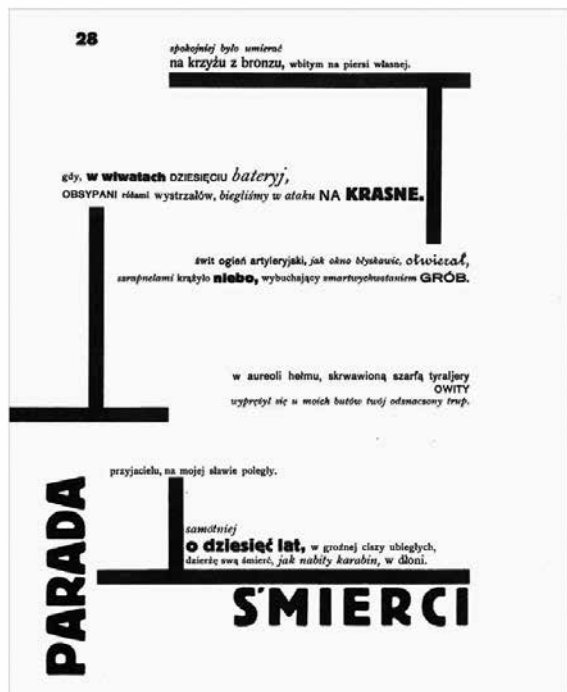 28
spokojniej było umierać
na krzyżu z bronzu, wbitym na piersi własnej.
gdy, w wiwatach DZIESIĘCIU bateryj,
OBSYPANI różami wystrzałów, biegliśmy w ataku NA KRASNE.
świt ogień artyleryjski, jak okno błyskawic, otwierał,
szrapnelami krążyło niebo, wybuchający zmartwychwstaniem GRÓB.
w aureoli hełmu, skrwawioną szarfą tyraljery
OWITY
wyprężył się u moich butów twój odznaczony trup.
przyjacielu, na mojej sławie poległy.
samotniej
o dziesięć lat, w groźnej ciszy ubiegłych,
dzierżę swą śmierć, jak nabity karabin, w dłoni.
PARADA
ŚMIERCI